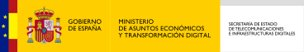 GOBIERNO
DE ESPAÑA
MINISTERIO
DE ASUNTOS ECONÓMICOS
Y TRANSFORMACIÓN DIGITAL
SECRETARÍA DE ESTADO
DE TELECOMUNICACIONES
E INFRAESTRUCTURAS DIGITALES